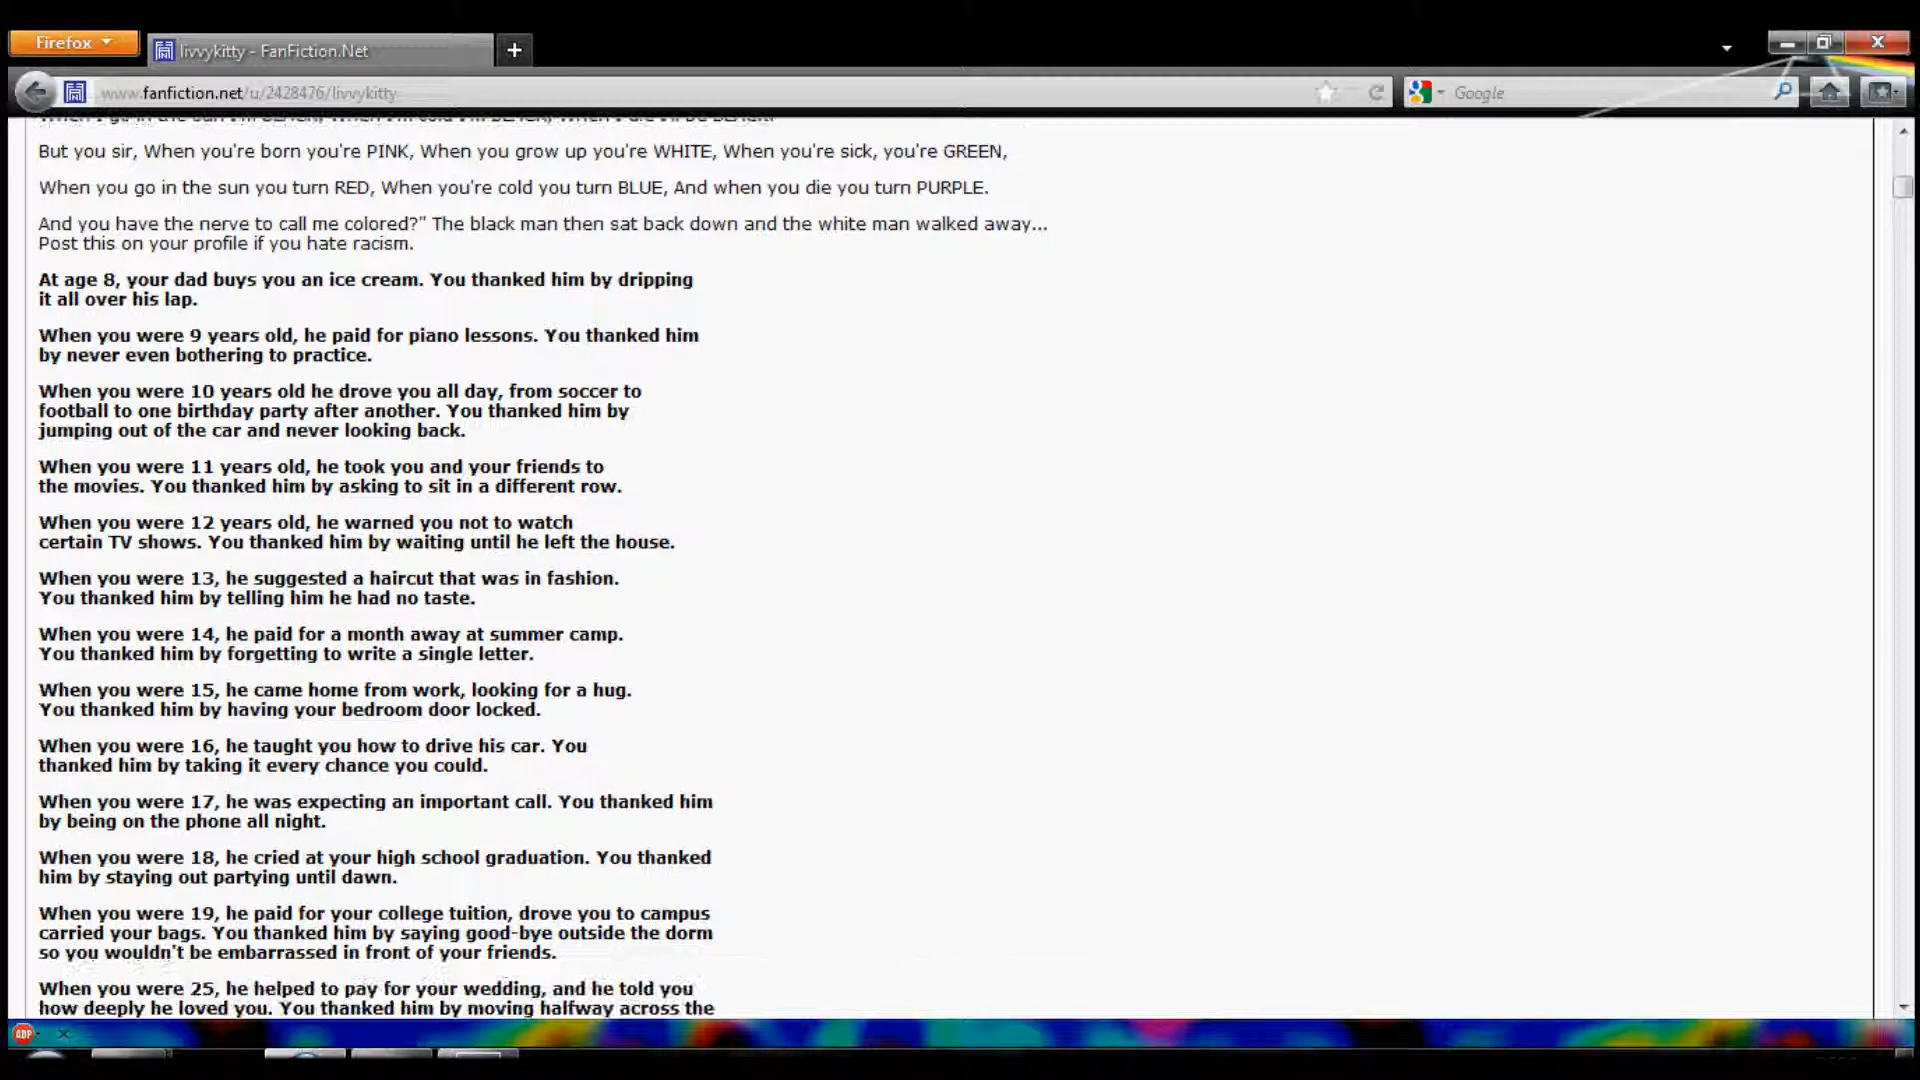 Firefox
livvykitty - FanFiction.Net
www.fanfiction.net/u/2428476/livvykitty
Google
But you sir, When you're born you're PINK, When you grow up you're WHITE, When you're sick, you're GREEN,
When you go in the sun you turn RED, When you're cold you turn BLUE, And when you die you turn PURPLE.
And you have the nerve to call me colored?" The black man then sat back down and the white man walked away...
Post this on your profile if you hate racism.
At age 8, your dad buys you an ice cream. You thanked him by dripping
it all over his lap.
When you were 9 years old, he paid for piano lessons. You thanked him
by never even bothering to practice.
When you were 10 years old he drove you all day, from soccer to
football to one birthday party after another. You thanked him by
jumping out of the car and never looking back.
When you were 11 years old, he took you and your friends to
the movies. You thanked him by asking to sit in a different row.
When you were 12 years old, he warned you not to watch
certain TV shows. You thanked him by waiting until he left the house.
When you were 13, he suggested a haircut that was in fashion.
You thanked him by telling him he had no taste.
When you were 14, he paid for a month away at summer camp.
You thanked him by forgetting to write a single letter.
When you were 15, he came home from work, looking for a hug.
You thanked him by having your bedroom door locked.
When you were 16, he taught you how to drive his car. You
thanked him by taking it every chance you could.
When you were 17, he was expecting an important call. You thanked him
by being on the phone all night.
When you were 18, he cried at your high school graduation. You thanked
him by staying out partying until dawn.
When you were 19, he paid for your college tuition, drove you to campus
carried your bags. You thanked him by saying good-bye outside the dorm
so you wouldn't be embarrassed in front of your friends.
When you were 25, he helped to pay for your wedding, and he told you
how deeply he loved you. You thanked him by moving halfway across the
ABP